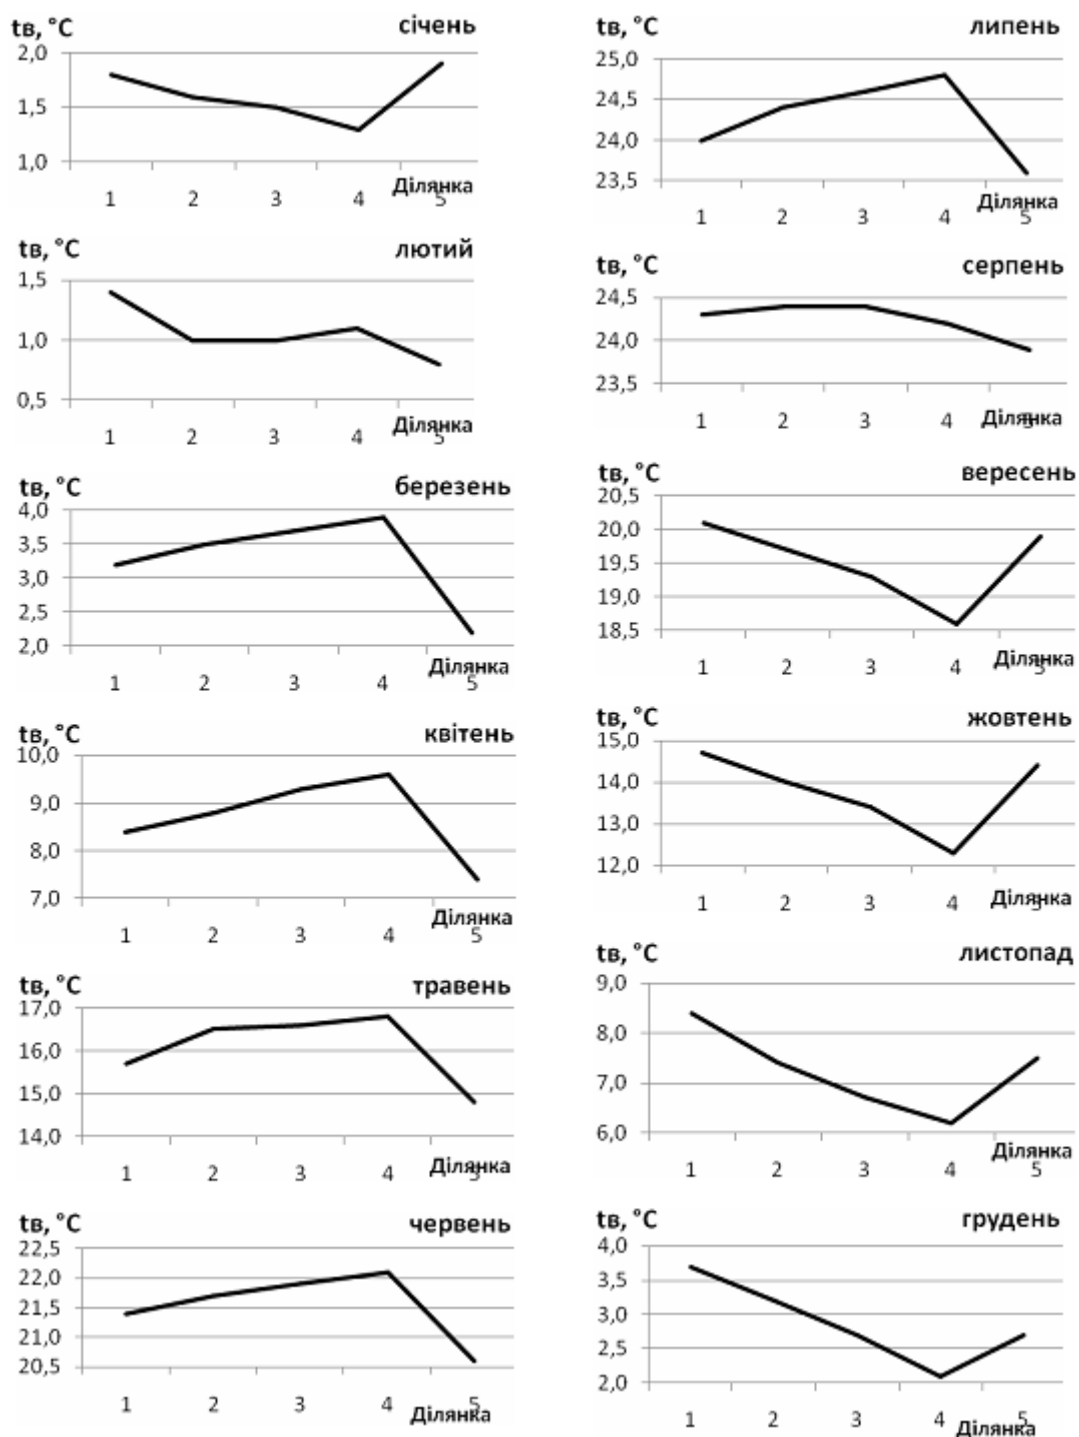 tв, °C січень
2,0
1,5
1,0
Ділянка
1 2 3 4 5
tв, °C лютий
1,5
1,0
0,5
Ділянка
1 2 3 4 5
tв, °C березень
4,0
3,5
3,0
2,5
2,0
Ділянка
1 2 3 4 5
tв, °C квітень
10,0
9,0
8,0
7,0
Ділянка
1 2 3 4 5
tв, °C травень
17,0
16,0
15,0
14,0
Ділянка
1 2 3 4 5
tв, °C червень
22,5
22,0
21,5
21,0
20,5
1 2 3 4 Ділянка
tв, °C липень
25,0
24,5
24,0
23,5
Ділянка
1 2 3 4 5
tв, °C серпень
24,5
24,0
23,5
Ділянка
1 2 3 4 5
tв, °C вересень
20,5
20,0
19,5
19,0
18,5
Ділянка
1 2 3 4 5
tв, °C жовтень
15,0
14,0
13,0
12,0
Ділянка
1 2 3 4 5
tв, °C листопад
9,0
8,0
7,0
6,0
Ділянка
1 2 3 4 5
tв, °C грудень
4,0
3,5
3,0
2,5
2,0
1 2 3 4 5
Ділянка